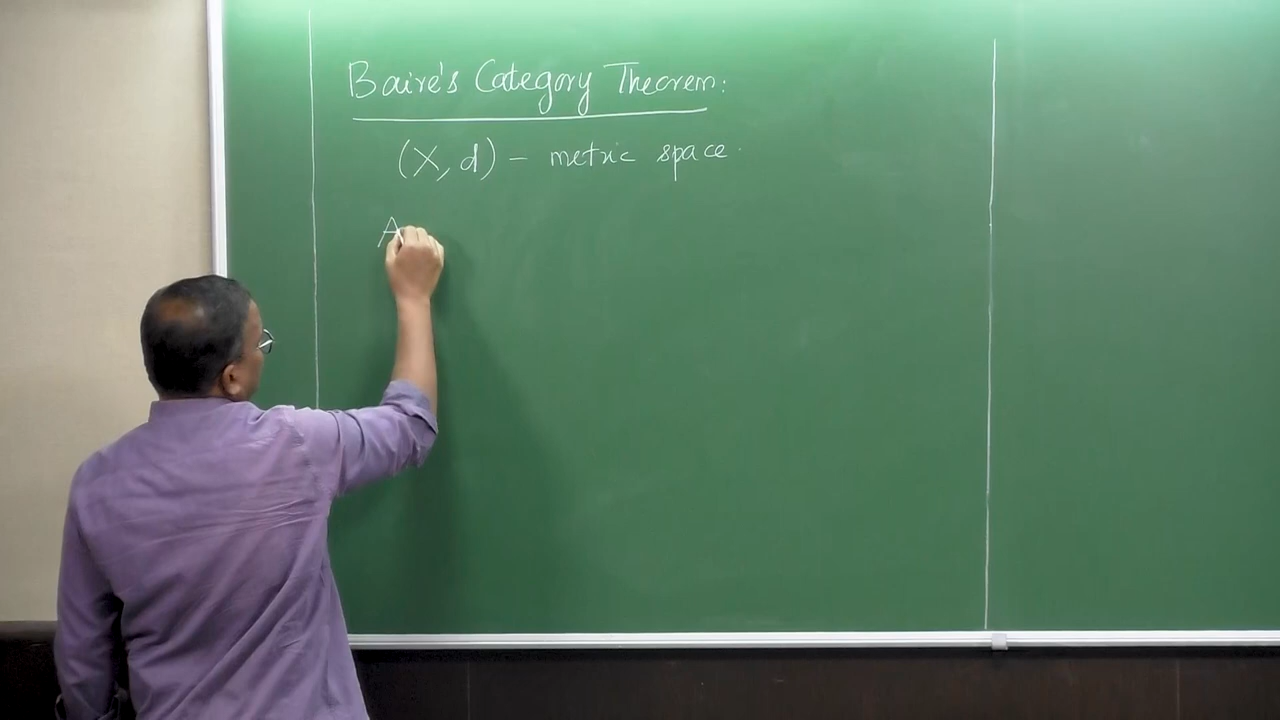 Baire's Category Theorem:
(X, d) – metric space.
A